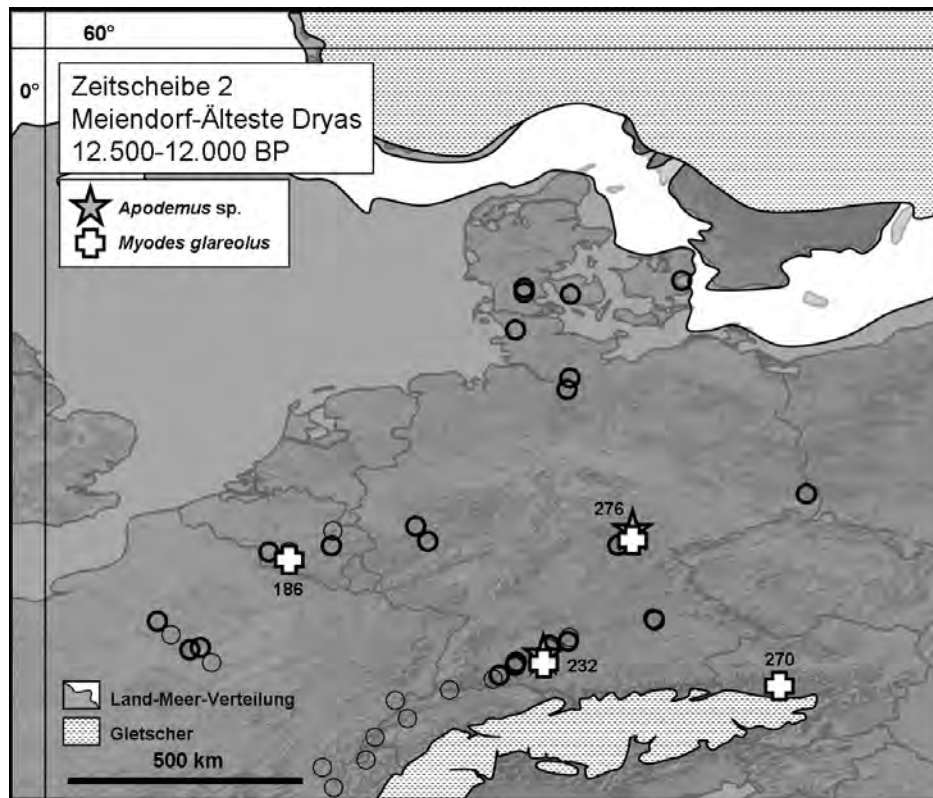 60°
0°
Zeitscheibe 2
Meiendorf-Älteste Dryas
12.500-12.000 BP
Apodemus sp.
Myodes glareolus
276
186
232
270
Land-Meer-Verteilung
Gletscher
500 km